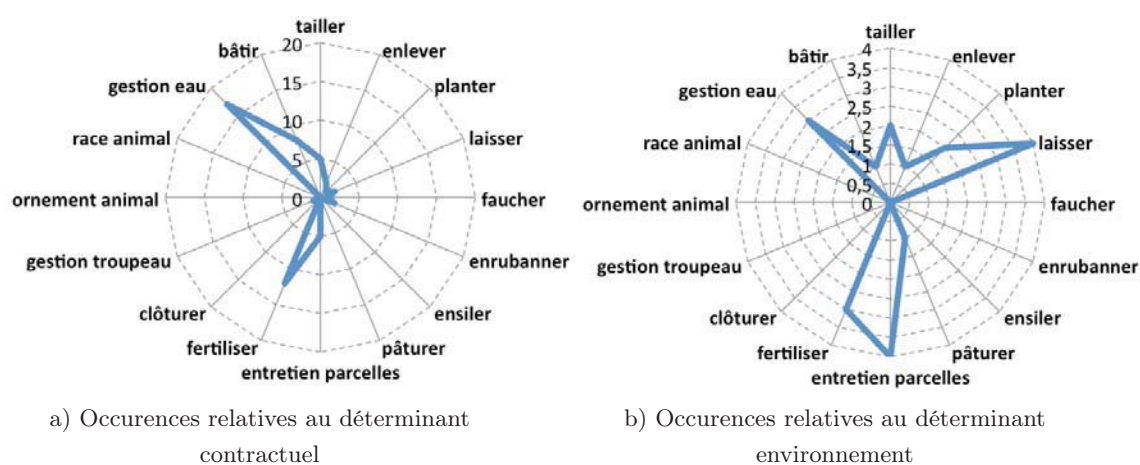 tailler
20
bâtir
enlever
15
gestion eau
planter
10
race animal
laisser
5
ornement animal
0
faucher
gestion troupeau
enrubanner
clôturer
ensiler
fertiliser
pâturer
entretien parcelles
a) Occurences relatives au déterminant
contractuel
tailler
4
bâtir
enlever
3,5
3
gestion eau
planter
2,5
2
race animal
laisser
1,5
1
0,5
ornement animal
0
faucher
gestion troupeau
enrubanner
clôturer
ensiler
fertiliser
pâturer
entretien parcelles
b) Occurences relatives au déterminant
environnement